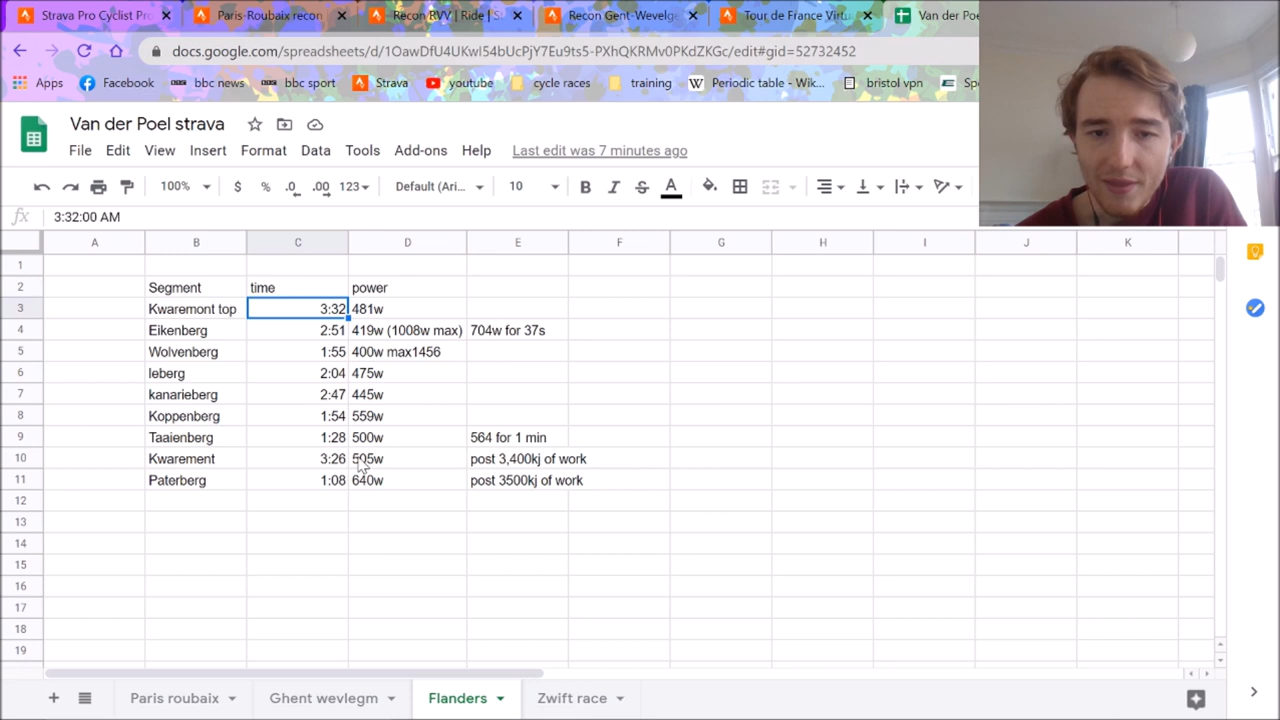 Strava Pro Cyclist Pro
Paris-Roubaix recon
Recon RVV | Ride | S
Recon Gent-Wevelge
Tour de France Virtu
Van der Poe
docs.google.com/spreadsheets/d/1OawDfU4UKwI54bUcPjY7Eu9ts5-PXhQKRMv0PKdZKGc/edit#gid=52732452
Apps Facebook bbc news bbc sport Strava youtube cycle races training Periodic table - Wik... bristol vpn Sp
Van der Poel strava
File Edit View Insert Format Data Tools Add-ons Help Last edit was 7 minutes ago
100% $ % .0 .00 123 Default (Ari... 10 B I S A
fx 3:32:00 AM
A B C D E F G H I J K
1
2 Segment time power
3 Kwaremont top 3:32 481w
4 Eikenberg 2:51 419w (1008w max) 704w for 37s
5 Wolvenberg 1:55 400w max1456
6 leberg 2:04 475w
7 kanarieberg 2:47 445w
8 Koppenberg 1:54 559w
9 Taaienberg 1:28 500w 564 for 1 min
10 Kwarement 3:26 505w post 3,400kj of work
11 Paterberg 1:08 640w post 3500kj of work
12
13
14
15
16
17
18
19
Paris roubaix Ghent wevlegm Flanders Zwift race